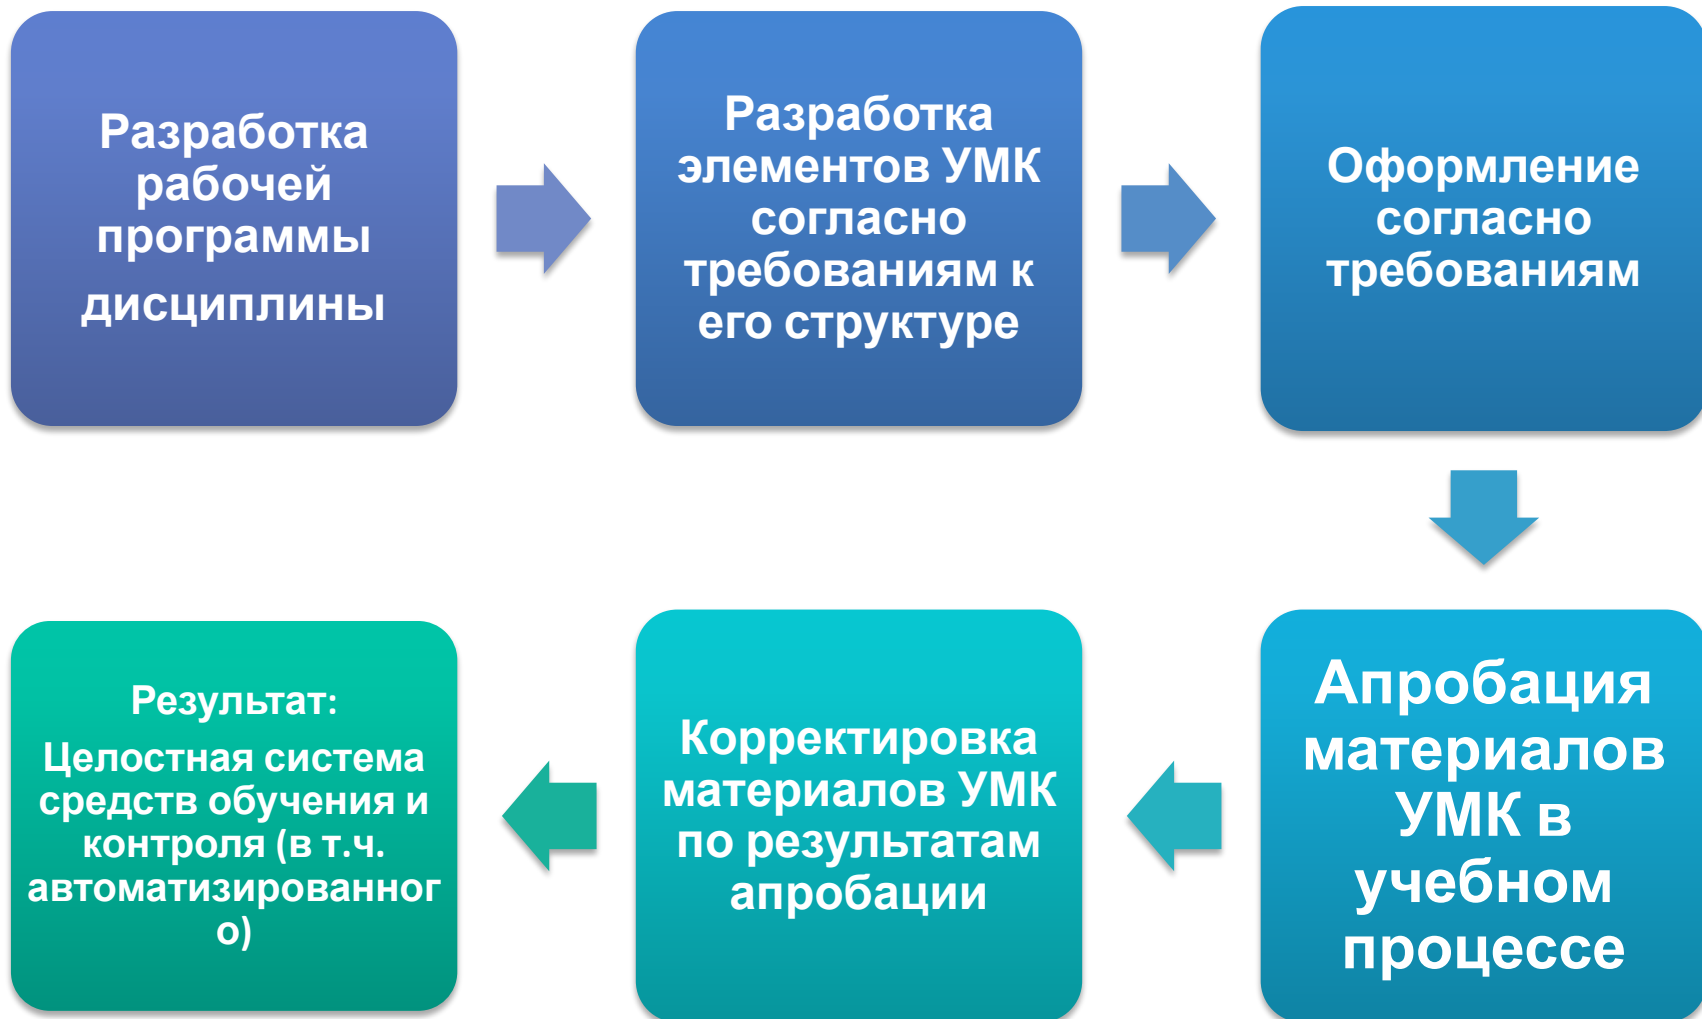 Разработка
рабочей
программы
дисциплины
Разработка
элементов УМК
согласно
требованиям к
его структуре
Оформление
согласно
требованиям
Апробация
материалов
УМК в
учебном
процессе
Корректировка
материалов УМК
по результатам
апробации
Результат:
Целостная система
средств обучения и
контроля (в т.ч.
автоматизированног
о)